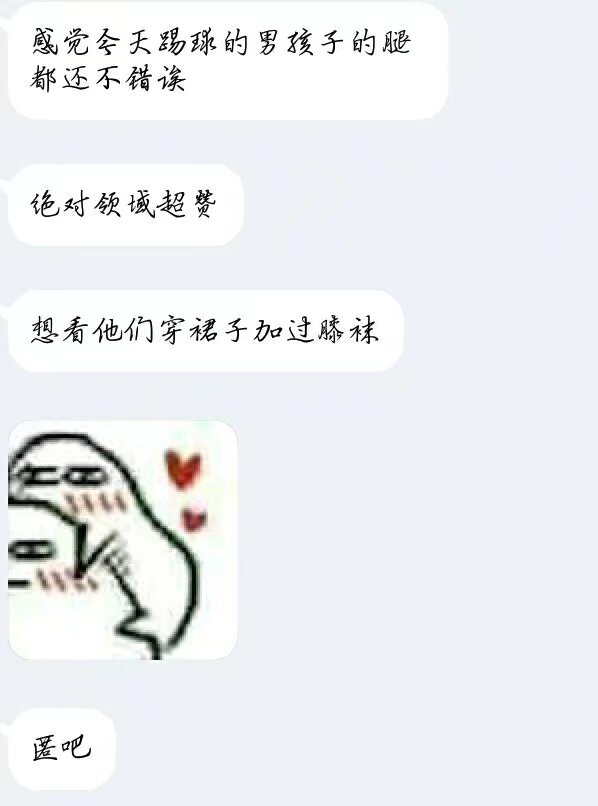 感觉今天踢球的男孩子的腿
都还不错诶
绝对领域超赞
想看他们穿裙子加过膝袜
匿吧